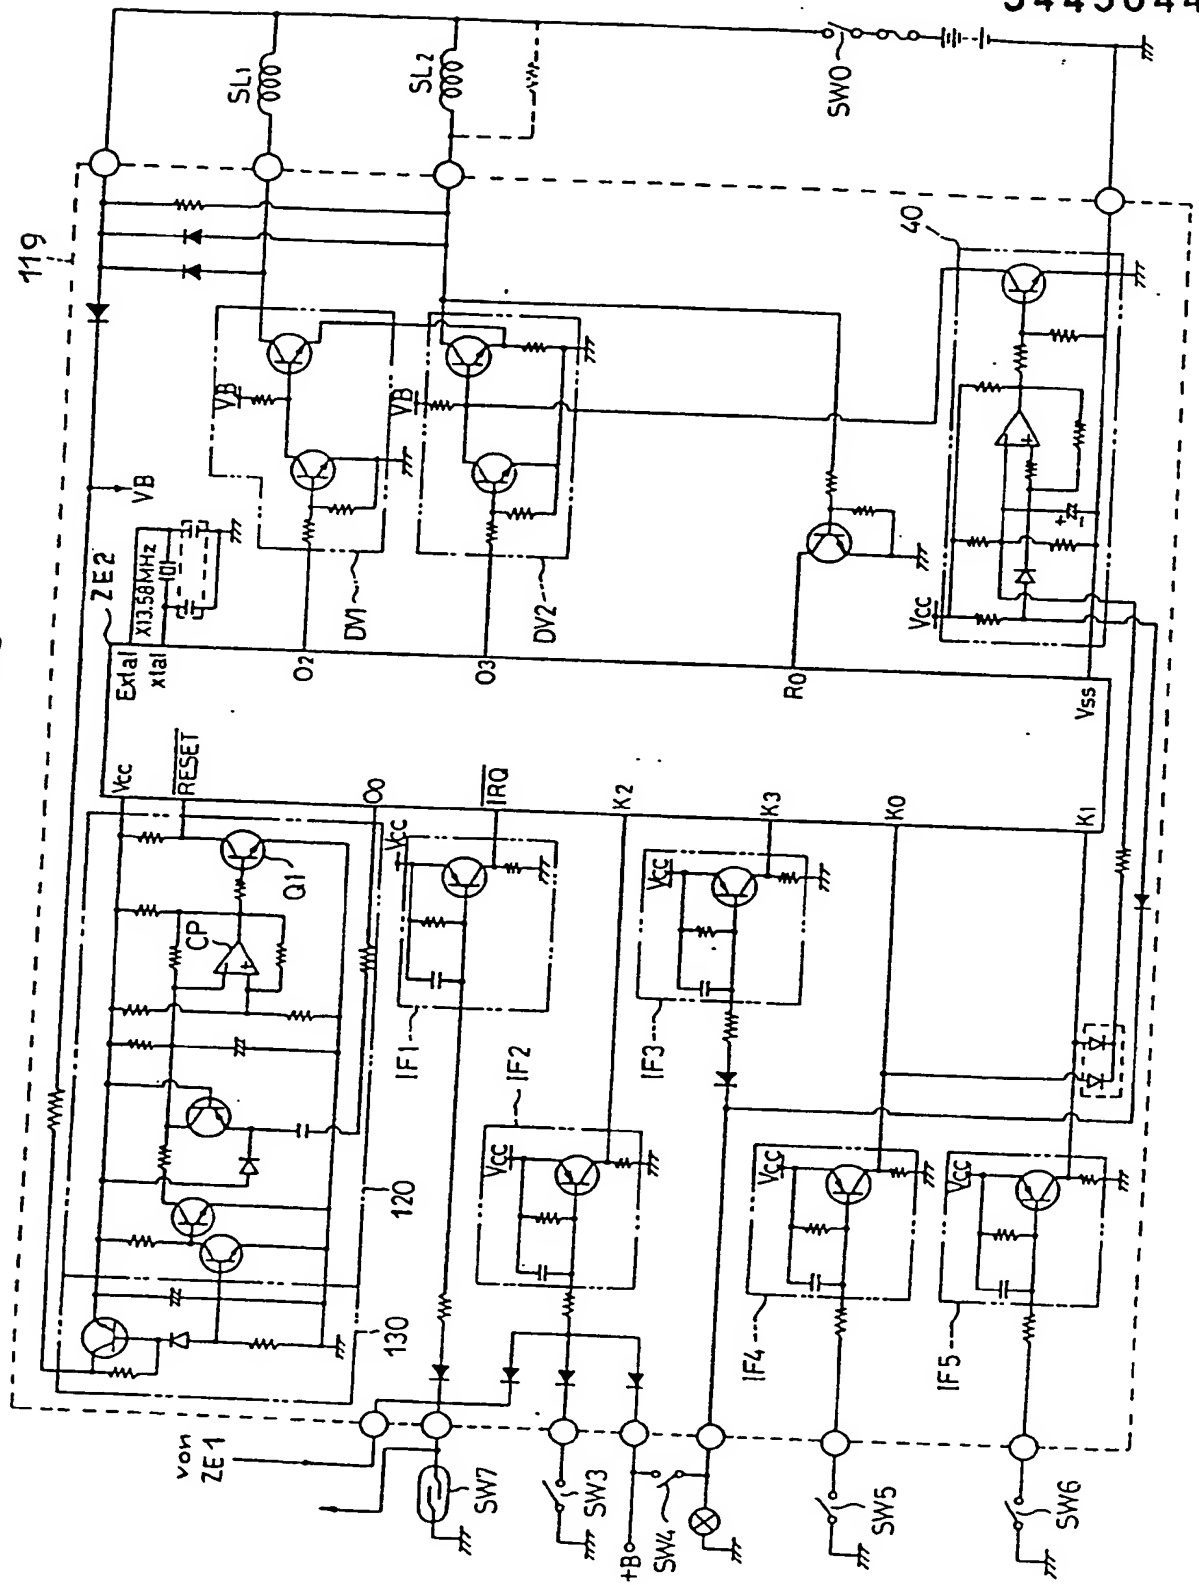 3445644
119
SL1
SL2
SW0
40
VB
VB
VB
ZE2
X13.58MHz
Extal
xtal
DV1
DV2
Vcc
O2
O3
R0
Vss
Vcc
RESET
O0
IRQ
K2
K3
K0
K1
Q1
CP
+
+
+
Vcc
Vcc
Vcc
Vcc
Vcc
IF1
IF2
IF3
IF4
IF5
120
130
von
ZE1
SW7
SW3
+B
SW4
SW5
SW6